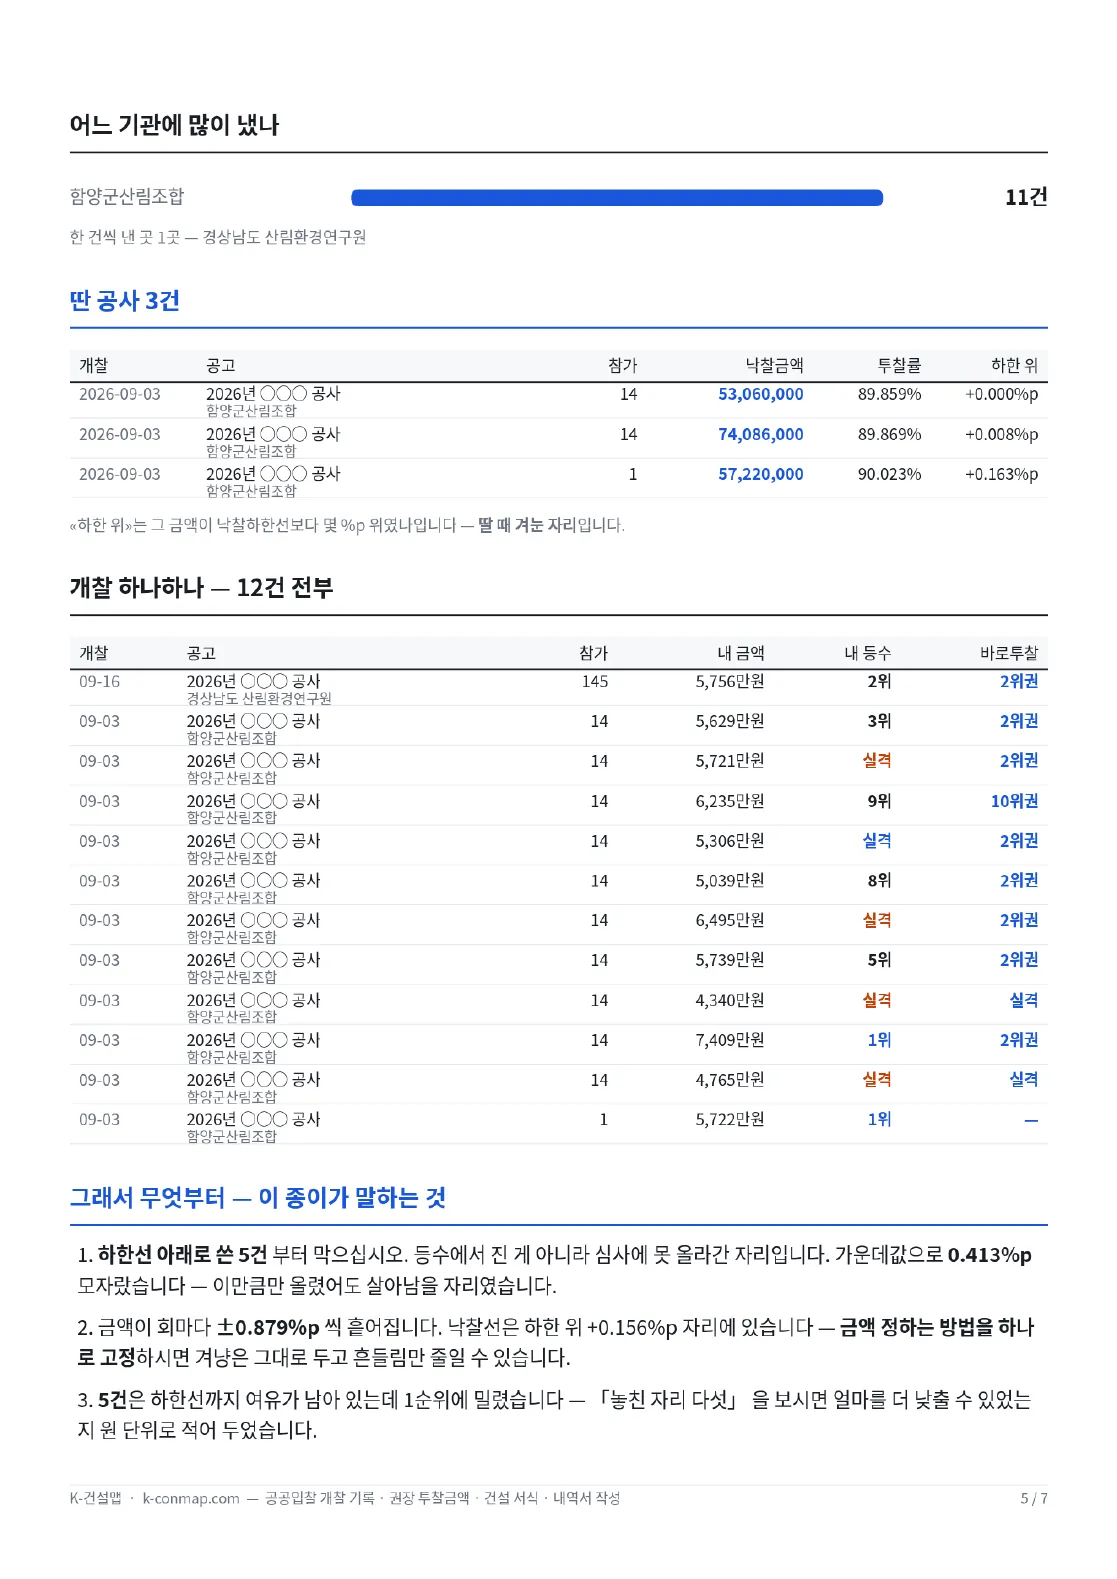 어느 기관에 많이 냈나
함양군산림조합 11건
한 건씩 낸 곳 1곳 — 경상남도 산림환경연구원
딴 공사 3건
개찰 공고 참가 낙찰금액 투찰률 하한 위
2026-09-03 2026년 ○○○ 공사 14 53,060,000 89.859% +0.000%p
함양군산림조합
2026-09-03 2026년 ○○○ 공사 14 74,086,000 89.869% +0.008%p
함양군산림조합
2026-09-03 2026년 ○○○ 공사 1 57,220,000 90.023% +0.163%p
함양군산림조합
«하한 위»는 그 금액이 낙찰하한선보다 몇 %p 위였나입니다 — 딸 때 겨눈 자리입니다.
개찰 하나하나 — 12건 전부
개찰 공고 참가 내 금액 내 등수 바로투찰
09-16 2026년 ○○○ 공사 145 5,756만원 2위 2위권
경상남도 산림환경연구원
09-03 2026년 ○○○ 공사 14 5,629만원 3위 2위권
함양군산림조합
09-03 2026년 ○○○ 공사 14 5,721만원 실격 2위권
함양군산림조합
09-03 2026년 ○○○ 공사 14 6,235만원 9위 10위권
함양군산림조합
09-03 2026년 ○○○ 공사 14 5,306만원 실격 2위권
함양군산림조합
09-03 2026년 ○○○ 공사 14 5,039만원 8위 2위권
함양군산림조합
09-03 2026년 ○○○ 공사 14 6,495만원 실격 2위권
함양군산림조합
09-03 2026년 ○○○ 공사 14 5,739만원 5위 2위권
함양군산림조합
09-03 2026년 ○○○ 공사 14 4,340만원 실격 실격
함양군산림조합
09-03 2026년 ○○○ 공사 14 7,409만원 1위 2위권
함양군산림조합
09-03 2026년 ○○○ 공사 14 4,765만원 실격 실격
함양군산림조합
09-03 2026년 ○○○ 공사 1 5,722만원 1위 —
함양군산림조합
그래서 무엇부터 — 이 종이가 말하는 것
1. 하한선 아래로 쓴 5건 부터 막으십시오. 등수에서 진 게 아니라 심사에 못 올라간 자리입니다. 가운데값으로 0.413%p
모자랐습니다 — 이만큼만 올렸어도 살아남을 자리였습니다.
2. 금액이 회마다 ±0.879%p 씩 흩어집니다. 낙찰선은 하한 위 +0.156%p 자리에 있습니다 — 금액 정하는 방법을 하나
로 고정하시면 겨냥은 그대로 두고 흔들림만 줄일 수 있습니다.
3. 5건은 하한선까지 여유가 남아 있는데 1순위에 밀렸습니다 — 「놓친 자리 다섯」 을 보시면 얼마를 더 낮출 수 있었는
지 원 단위로 적어 두었습니다.
K-건설맵 · k-conmap.com — 공공입찰 개찰 기록 · 권장 투찰금액 · 건설 서식 · 내역서 작성 5 / 7